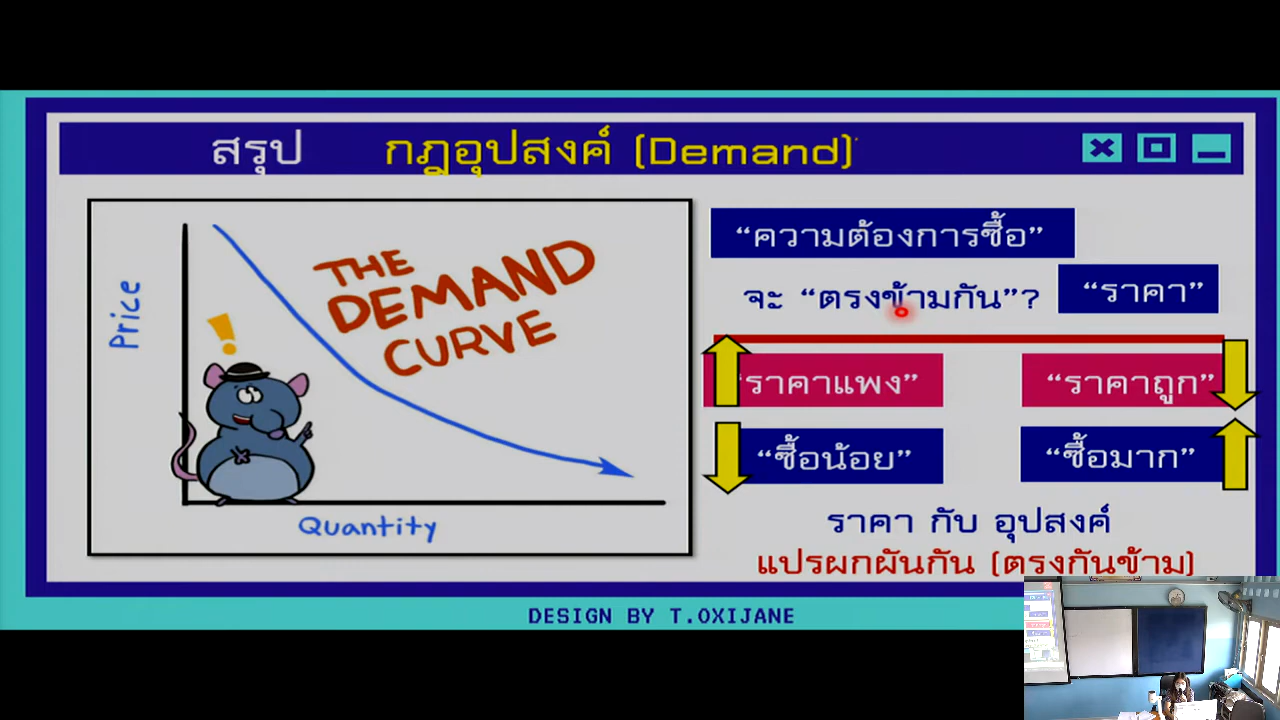 สรุป กฎอุปสงค์ (Demand)
Price
!
THE
DEMAND
CURVE
Quantity
“ความต้องการซื้อ”
จะ “ตรงข้ามกัน”? “ราคา”
“ราคาแพง” “ราคาถูก”
“ซื้อน้อย” “ซื้อมาก”
ราคา กับ อุปสงค์
แปรผกผันกัน (ตรงกันข้าม)
DESIGN BY T.OXIJANE